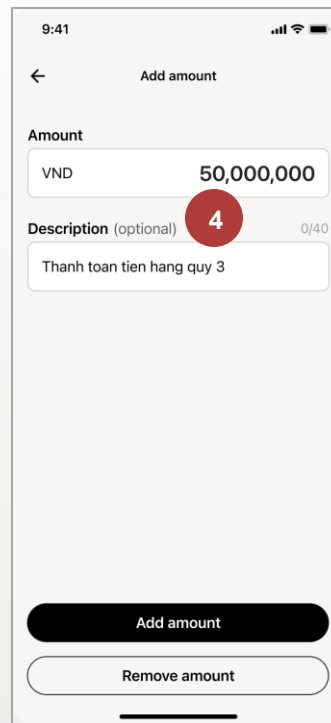 9:41
Add amount
Amount
VND 50,000,000
Description (optional) 4 0/40
Thanh toan tien hang quy 3
Add amount
Remove amount